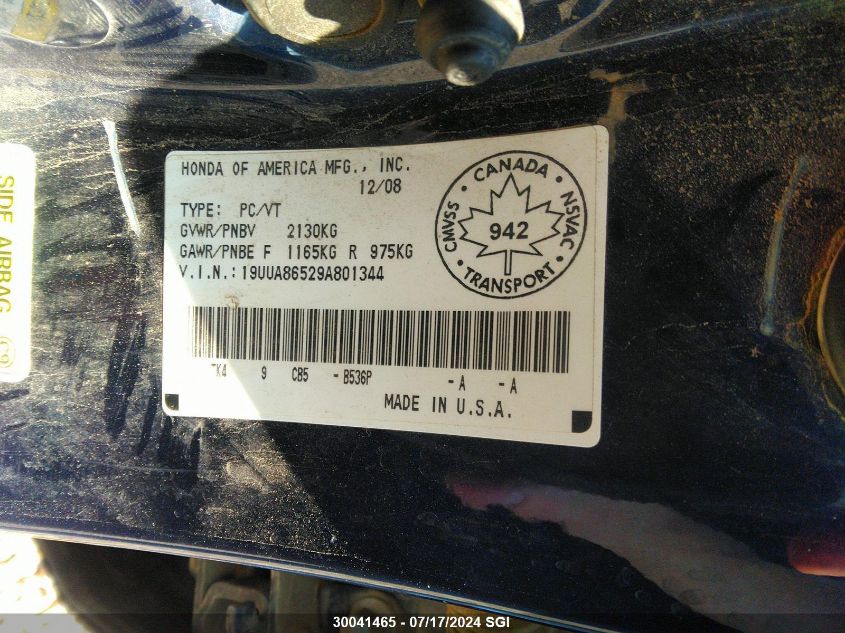 SIDE AIRBAG
HONDA OF AMERICA MFG., INC.
12/08
TYPE: PC/VT
GVWR/PNBV 2130KG
GAWR/PNBE F 1165KG R 975KG
V.I.N.: 19UUA86529A801344
CANADA
CMVSS
NSVAC
942
TRANSPORT
TK4 9 CB5 - B536P - A - A
MADE IN U.S.A.
30041465 - 07/17/2024 SGI